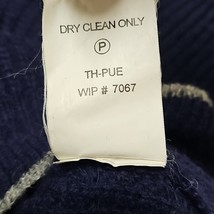 DRY CLEAN ONLY
P
TH-PUE
WIP # 7067